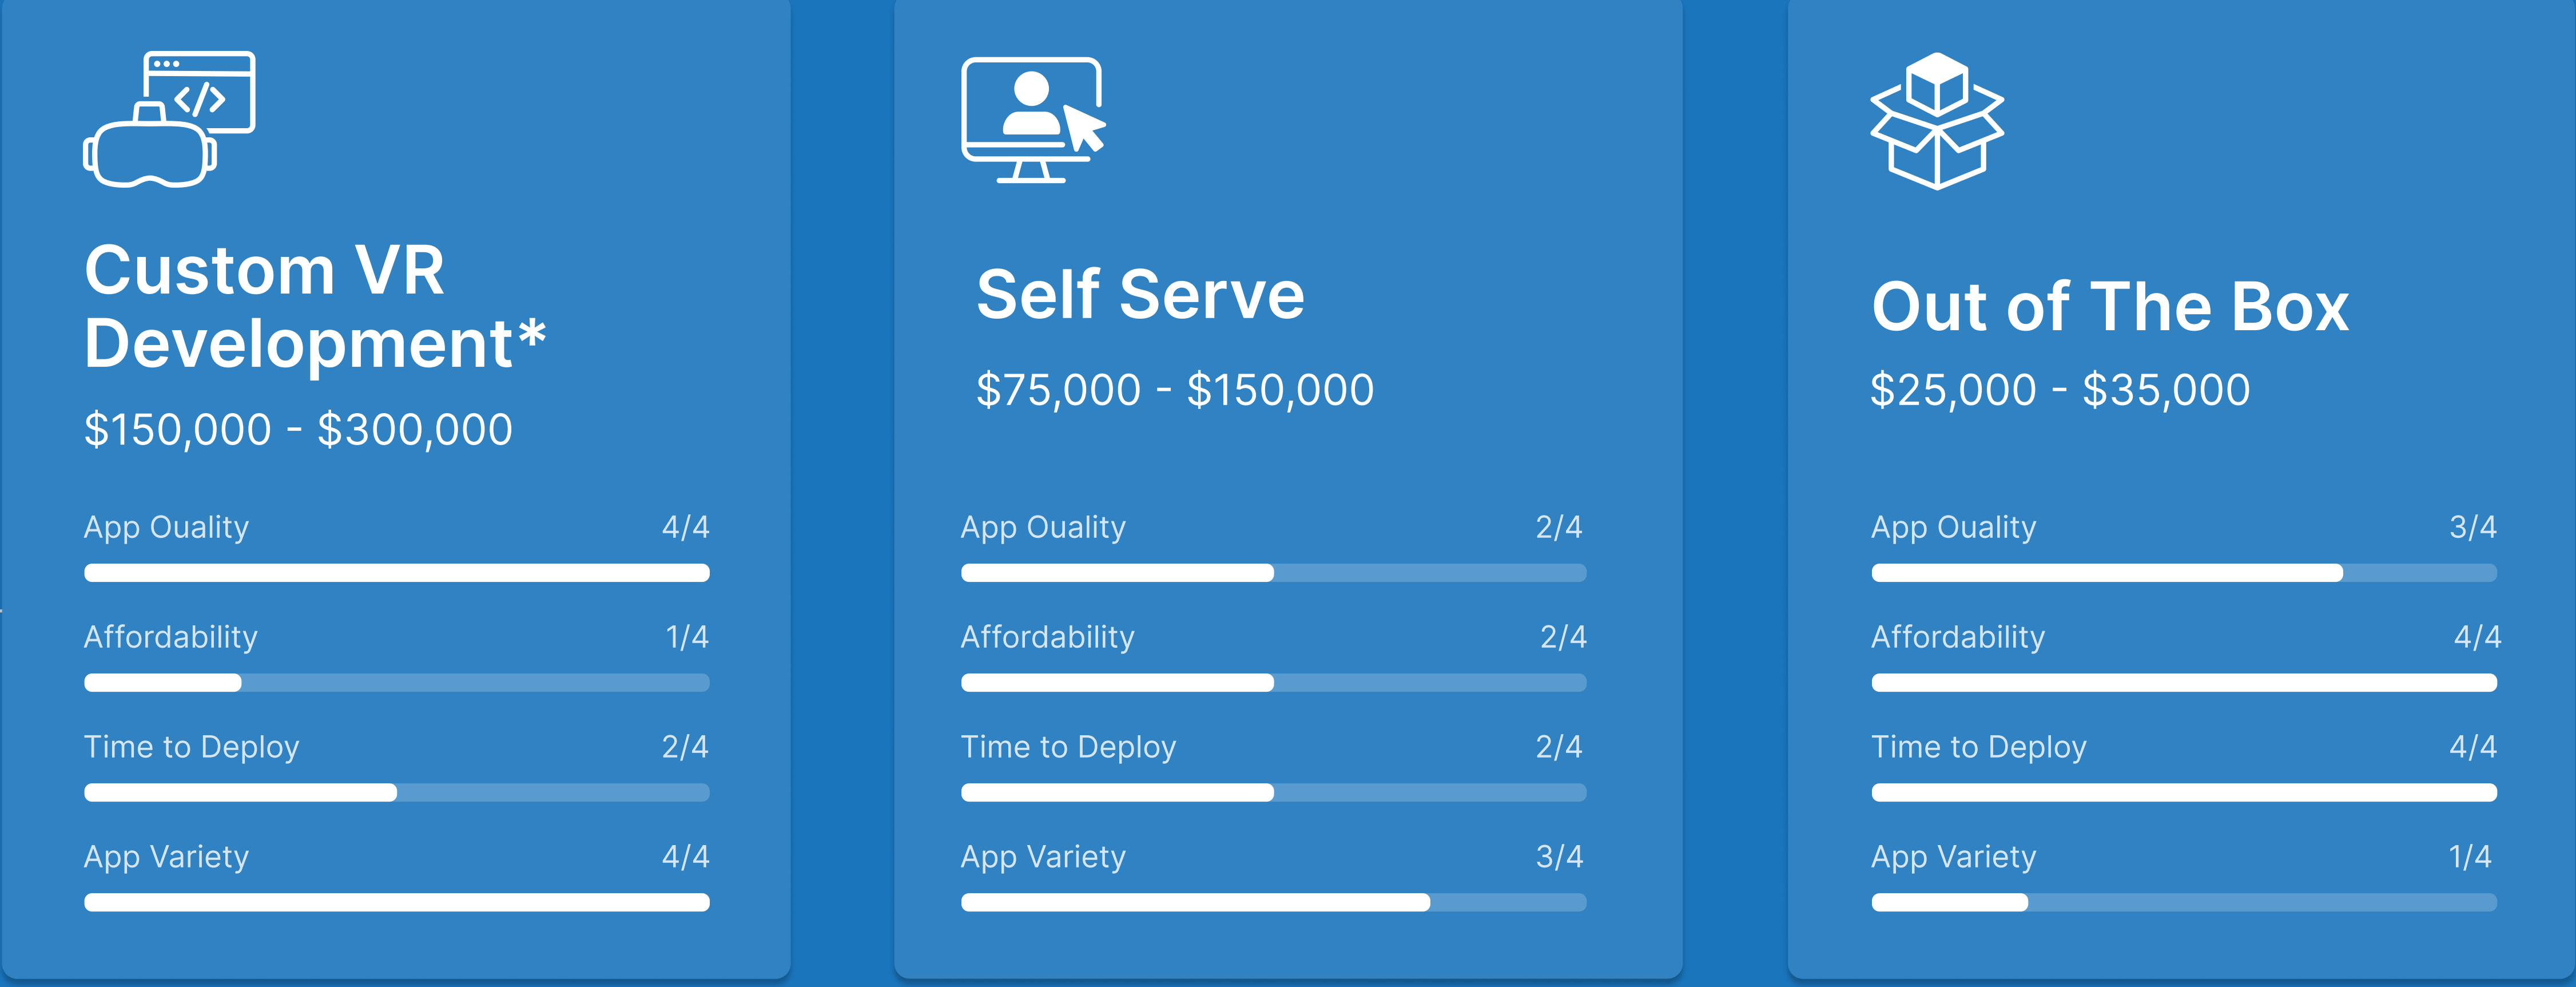 Custom VR
Development*
$150,000 - $300,000
App Ouality 4/4
Affordability 1/4
Time to Deploy 2/4
App Variety 4/4
Self Serve
$75,000 - $150,000
App Ouality 2/4
Affordability 2/4
Time to Deploy 2/4
App Variety 3/4
Out of The Box
$25,000 - $35,000
App Ouality 3/4
Affordability 4/4
Time to Deploy 4/4
App Variety 1/4